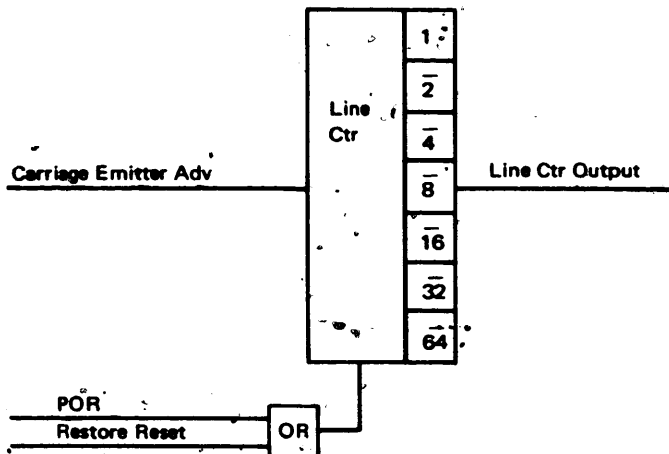 1
2
Line
Ctr
4
Carriage Emitter Adv
8
Line Ctr Output
16
32
64
POR
Restore Reset
OR